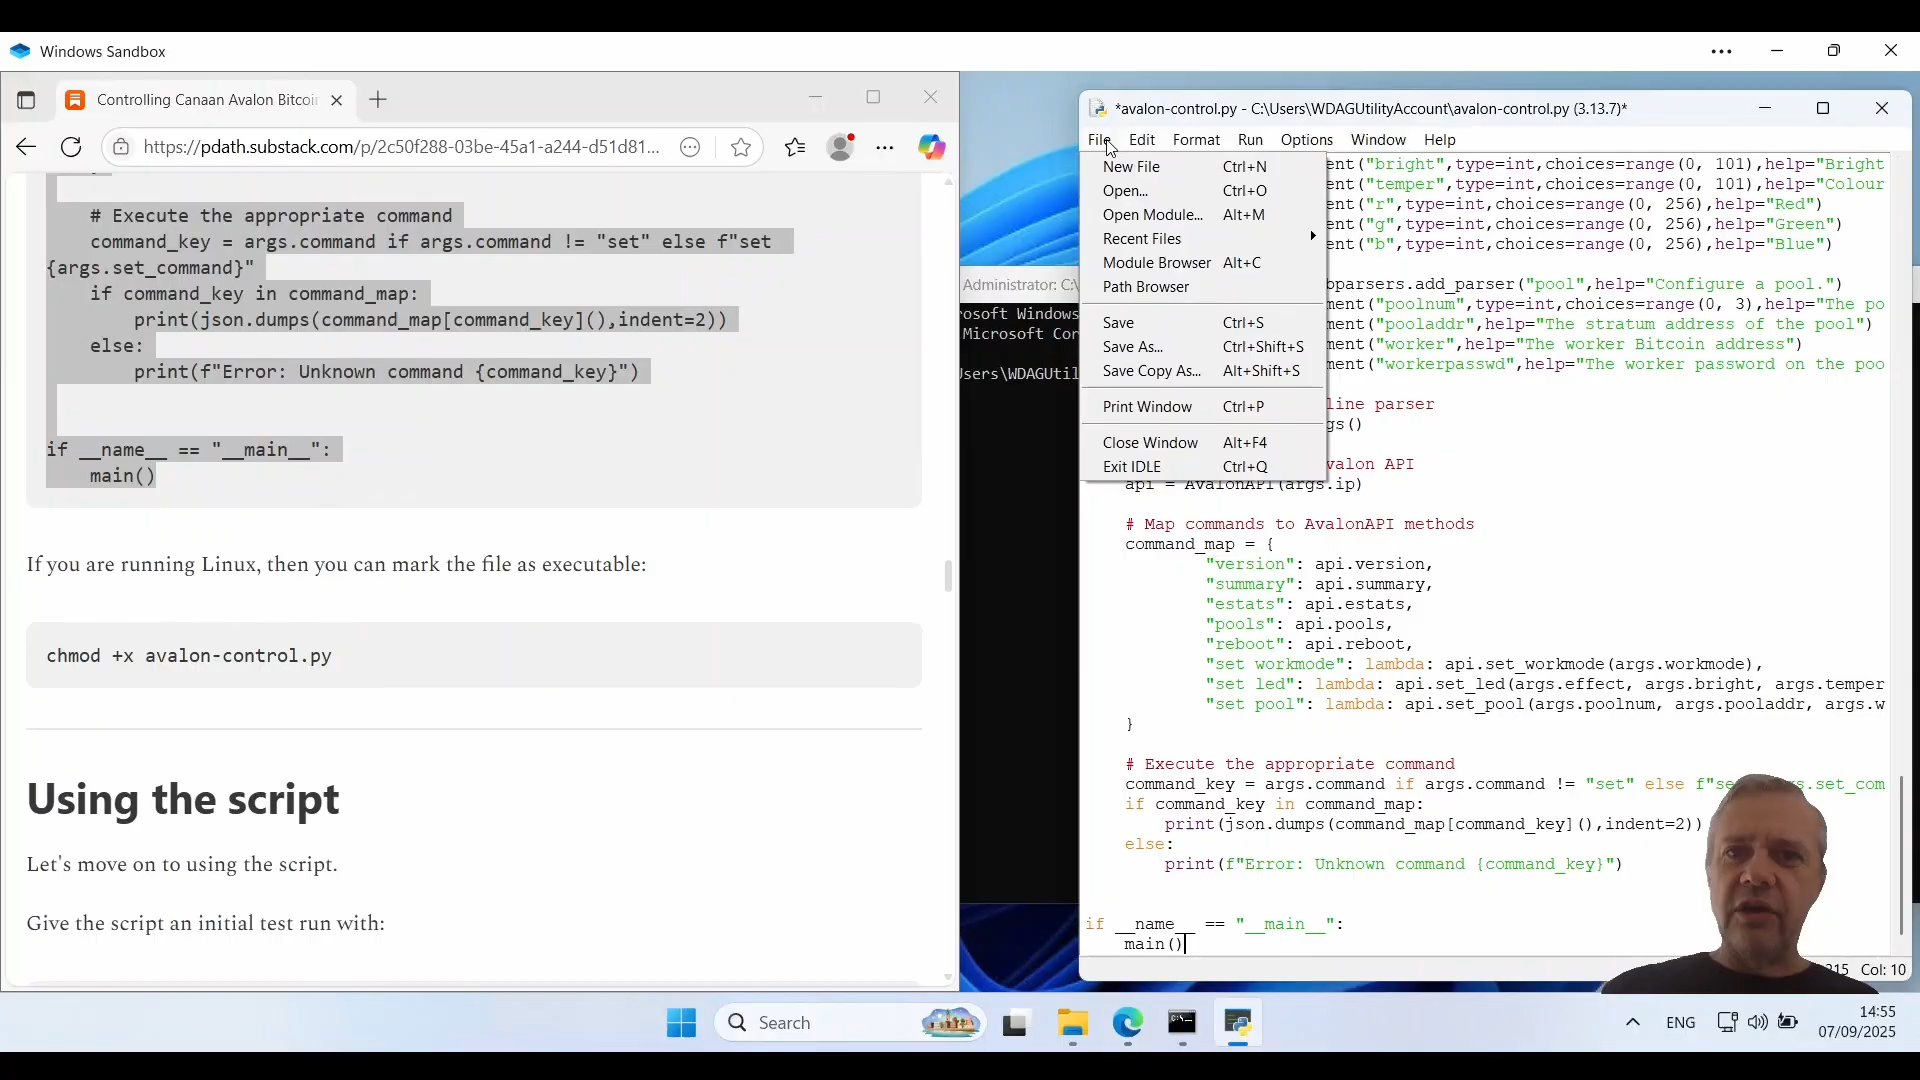 Windows Sandbox
Controlling Canaan Avalon Bitcoin
https://pdath.substack.com/p/2c50f288-03be-45a1-a244-d51d81...
# Execute the appropriate command
command_key = args.command if args.command != "set" else f"set
{args.set_command}"
if command_key in command_map:
print(json.dumps(command_map[command_key](),indent=2))
else:
print(f"Error: Unknown command {command_key}")
if __name__ == "__main__":
main()
If you are running Linux, then you can mark the file as executable:
chmod +x avalon-control.py
Using the script
Let's move on to using the script.
Give the script an initial test run with:
Administrator: C:\
rosoft Windows
Microsoft Cor
Jsers\WDAGUtil
*avalon-control.py - C:\Users\WDAGUtilityAccount\avalon-control.py (3.13.7)*
File Edit Format Run Options Window Help
New File Ctrl+N
Open... Ctrl+O
Open Module... Alt+M
Recent Files
Module Browser Alt+C
Path Browser
Save Ctrl+S
Save As... Ctrl+Shift+S
Save Copy As... Alt+Shift+S
Print Window Ctrl+P
Close Window Alt+F4
Exit IDLE Ctrl+Q
ent("bright",type=int,choices=range(0, 101),help="Bright
ent("temper",type=int,choices=range(0, 101),help="Colour
ent("r",type=int,choices=range(0, 256),help="Red")
ent("g",type=int,choices=range(0, 256),help="Green")
ent("b",type=int,choices=range(0, 256),help="Blue")
bparsers.add_parser("pool",help="Configure a pool.")
ment("poolnum",type=int,choices=range(0, 3),help="The po
ment("pooladdr",help="The stratum address of the pool")
ment("worker",help="The worker Bitcoin address")
ment("workerpasswd",help="The worker password on the poo
line parser
gs()
valon API
api = AvalonAPI(args.ip)
# Map commands to AvalonAPI methods
command_map = {
"version": api.version,
"summary": api.summary,
"estats": api.estats,
"pools": api.pools,
"reboot": api.reboot,
"set workmode": lambda: api.set_workmode(args.workmode),
"set led": lambda: api.set_led(args.effect, args.bright, args.temper
"set pool": lambda: api.set_pool(args.poolnum, args.pooladdr, args.w
}
# Execute the appropriate command
command_key = args.command if args.command != "set" else f"se s.set_com
if command_key in command_map:
print(json.dumps(command_map[command_key](),indent=2))
else:
print(f"Error: Unknown command {command_key}")
if __name__ == "__main__":
main()
215 Col: 10
Search
ENG
14:55
07/09/2025